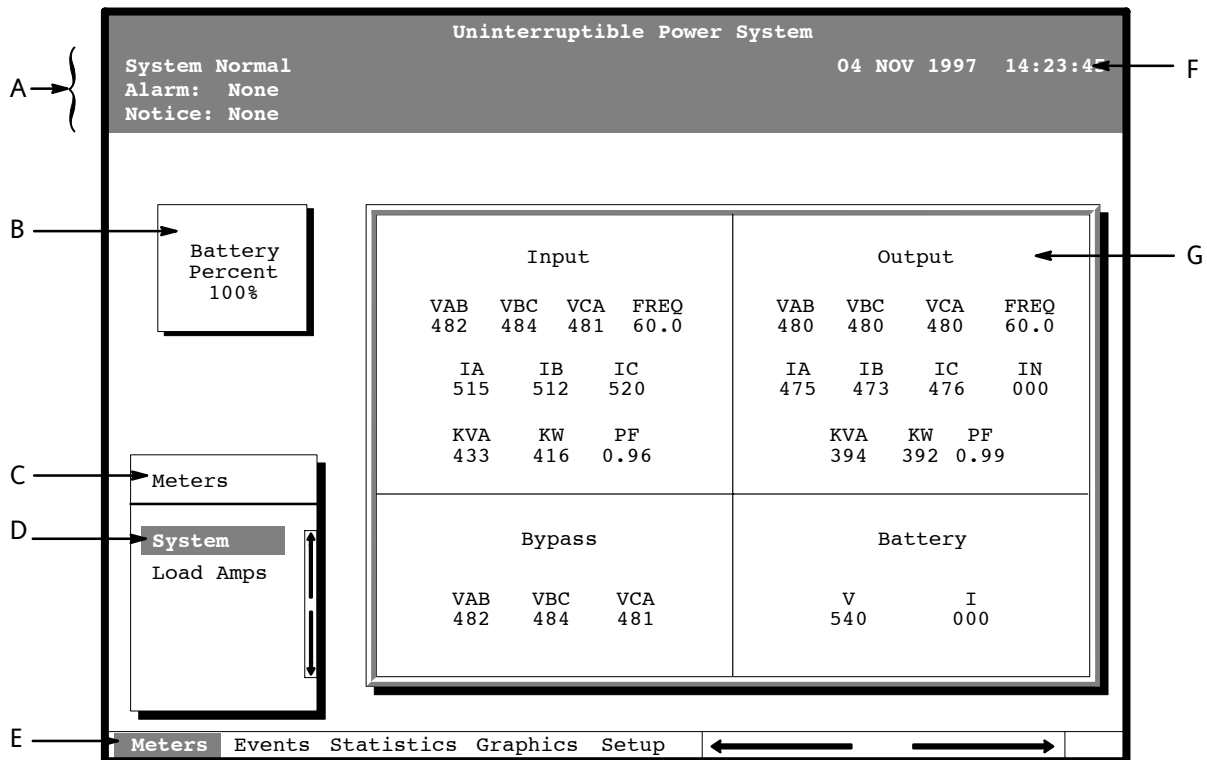 Uninterruptible Power System
System Normal 04 NOV 1997 14:23:45
Alarm: None
Notice: None
A
F
B
Battery
Percent
100%
G
Input
VAB VBC VCA FREQ
482 484 481 60.0
IA IB IC
515 512 520
KVA KW PF
433 416 0.96
Output
VAB VBC VCA FREQ
480 480 480 60.0
IA IB IC IN
475 473 476 000
KVA KW PF
394 392 0.99
C
Meters
D
System
Load Amps
Bypass
VAB VBC VCA
482 484 481
Battery
V I
540 000
E
Meters Events Statistics Graphics Setup